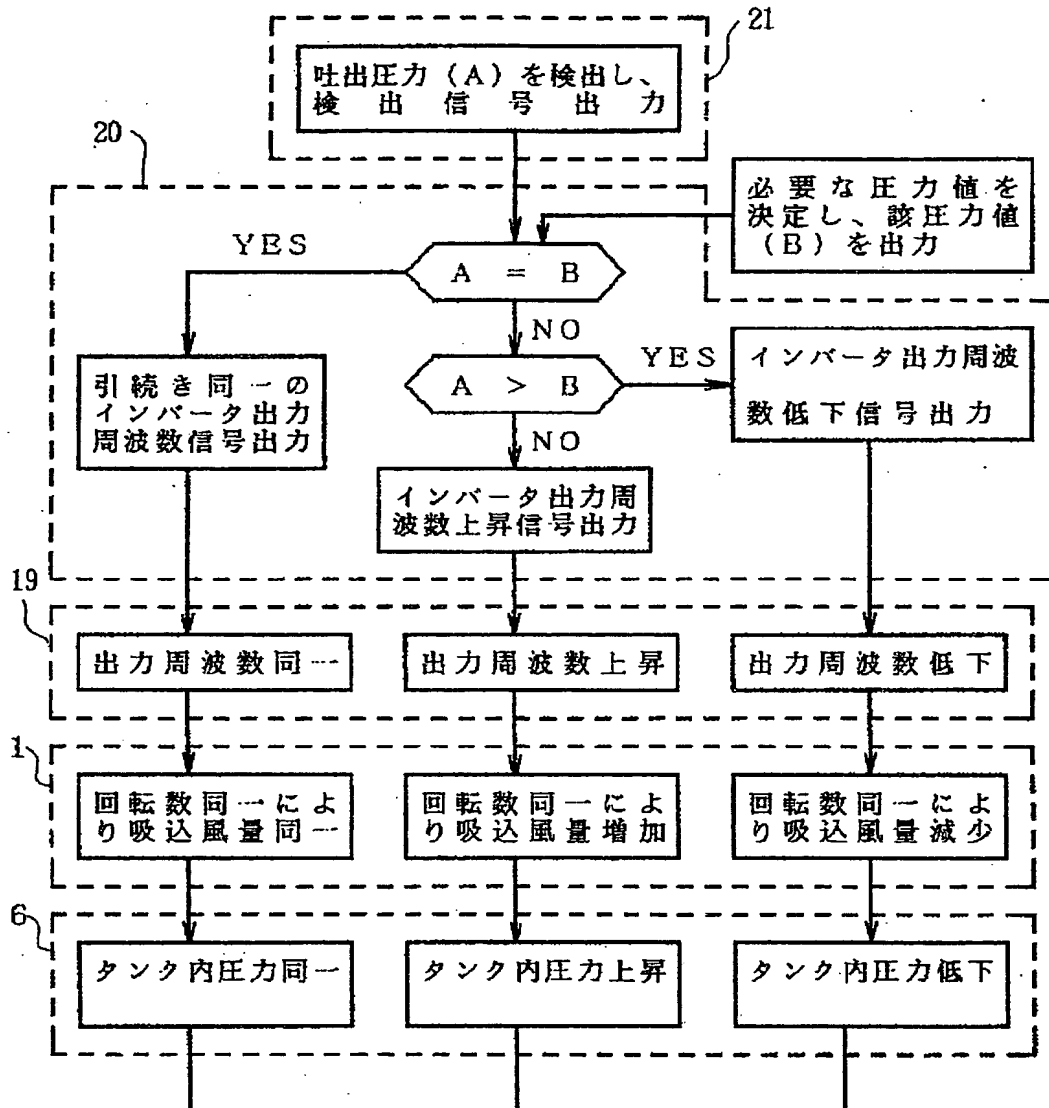 21
吐出圧力(A)を検出し、
検出信号出力
20
必要な圧力値を
決定し、該圧力値
(B)を出力
YES
A = B
NO
引続き同一の
インバータ出力
周波数信号出力
A > B
YES
インバータ出力周波
数低下信号出力
NO
インバータ出力周
波数上昇信号出力
19
出力周波数同一
出力周波数上昇
出力周波数低下
1
回転数同一によ
り吸込風量同一
回転数同一によ
り吸込風量増加
回転数同一によ
り吸込風量減少
6
タンク内圧力同一
タンク内圧力上昇
タンク内圧力低下